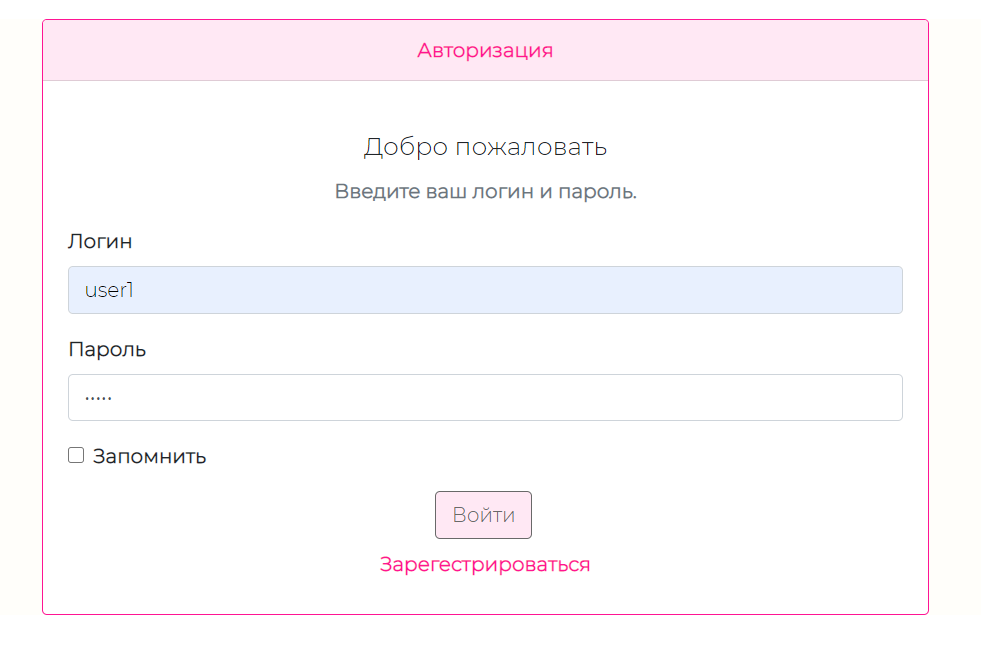 Авторизация
Добро пожаловать
Введите ваш логин и пароль.
Логин
user1
Пароль
•••••
Запомнить
Войти
Зарегестрироваться